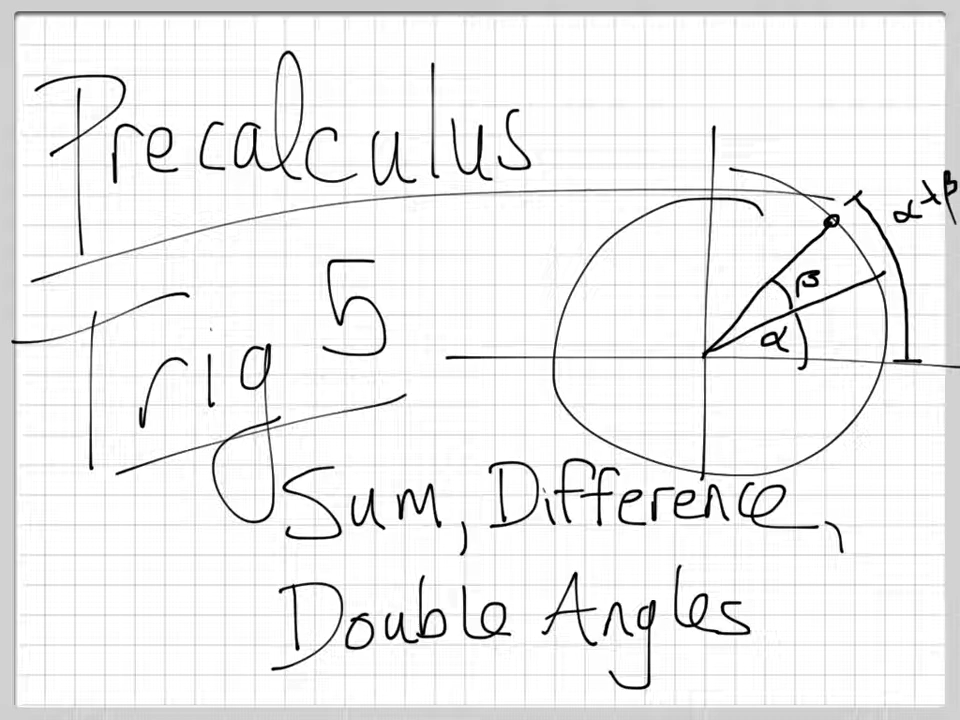 Precalculus
Trig 5
Sum, Difference,
Double Angles
α+β
β
α